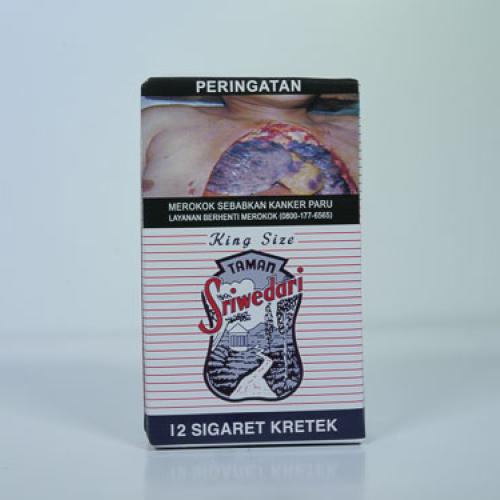 PERINGATAN
MEROKOK SEBABKAN KANKER PARU
LAYANAN BERHENTI MEROKOK (0800-177-6565)
King Size
TAMAN
Sriwedari
12 SIGARET KRETEK